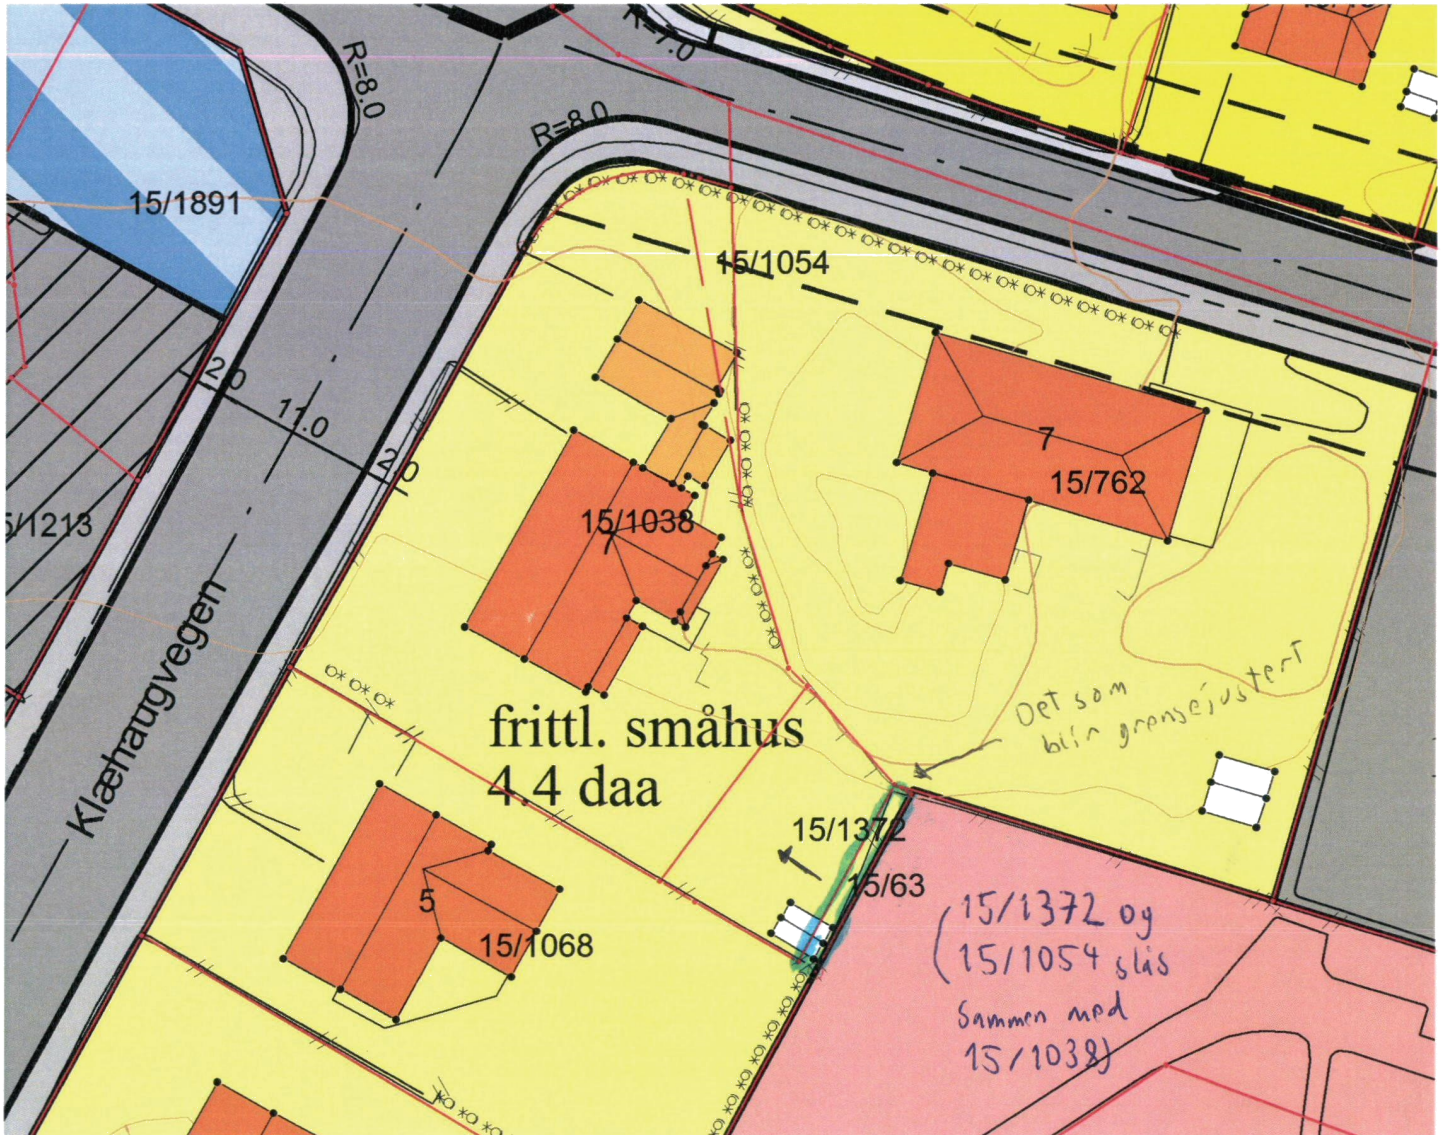 R=7.0
R=8.0
R=8.0
15/1891
15/1054
2.0
11.0
2.0
7
15/762
15/1213
15/1038
7
Klæhaugvegen
frittl. småhus
4.4 daa
Det som
blir grensejustert
15/1372
15/63
5
15/1068
(15/1372 og
15/1054 slås
Sammen med
15/1038)